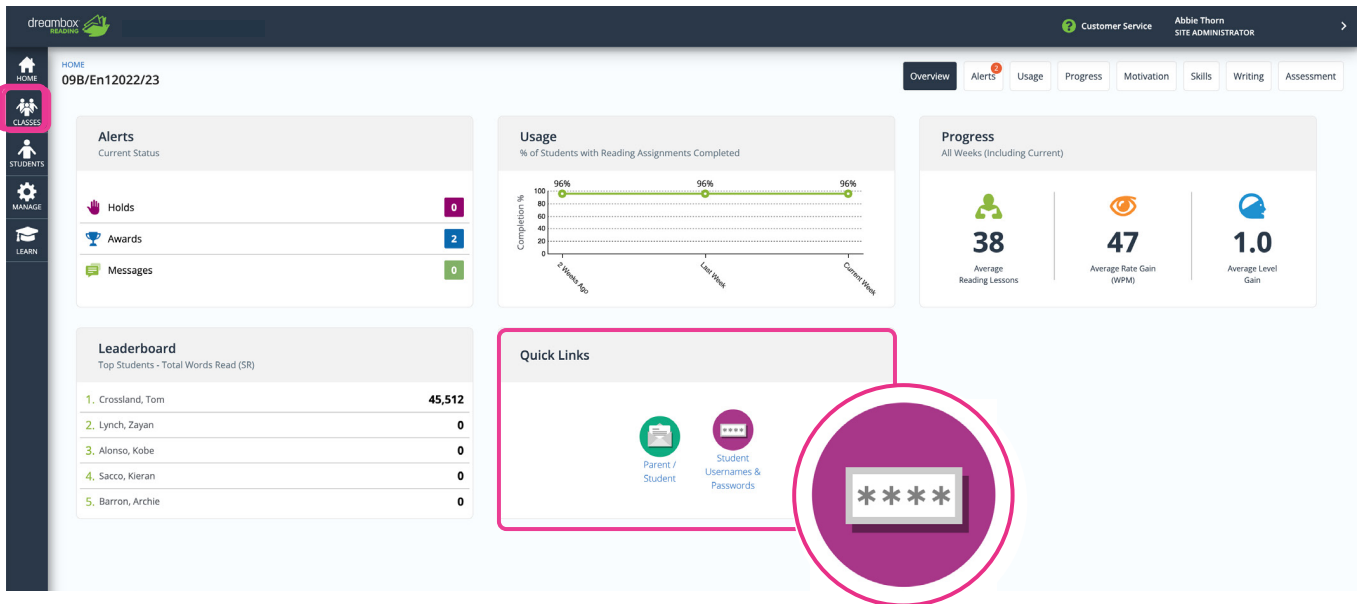 dreambox
READING
Customer Service
Abbie Thorn
SITE ADMINISTRATOR
HOME
CLASSES
STUDENTS
MANAGE
LEARN
HOME
09B/En12022/23
Overview
Alerts 2
Usage
Progress
Motivation
Skills
Writing
Assessment
Alerts
Current Status
Holds 0
Awards 2
Messages 0
Usage
% of Students with Reading Assignments Completed
Completion %
100
80
60
40
20
0
96% 96% 96%
2 Weeks Ago
Last Week
Current Week
Progress
All Weeks (Including Current)
38
Average
Reading Lessons
47
Average Rate Gain
(WPM)
1.0
Average Level
Gain
Leaderboard
Top Students - Total Words Read (SR)
1. Crossland, Tom 45,512
2. Lynch, Zayan 0
3. Alonso, Kobe 0
4. Sacco, Kieran 0
5. Barron, Archie 0
Quick Links
Parent /
Student
****
Student
Usernames &
Passwords
****